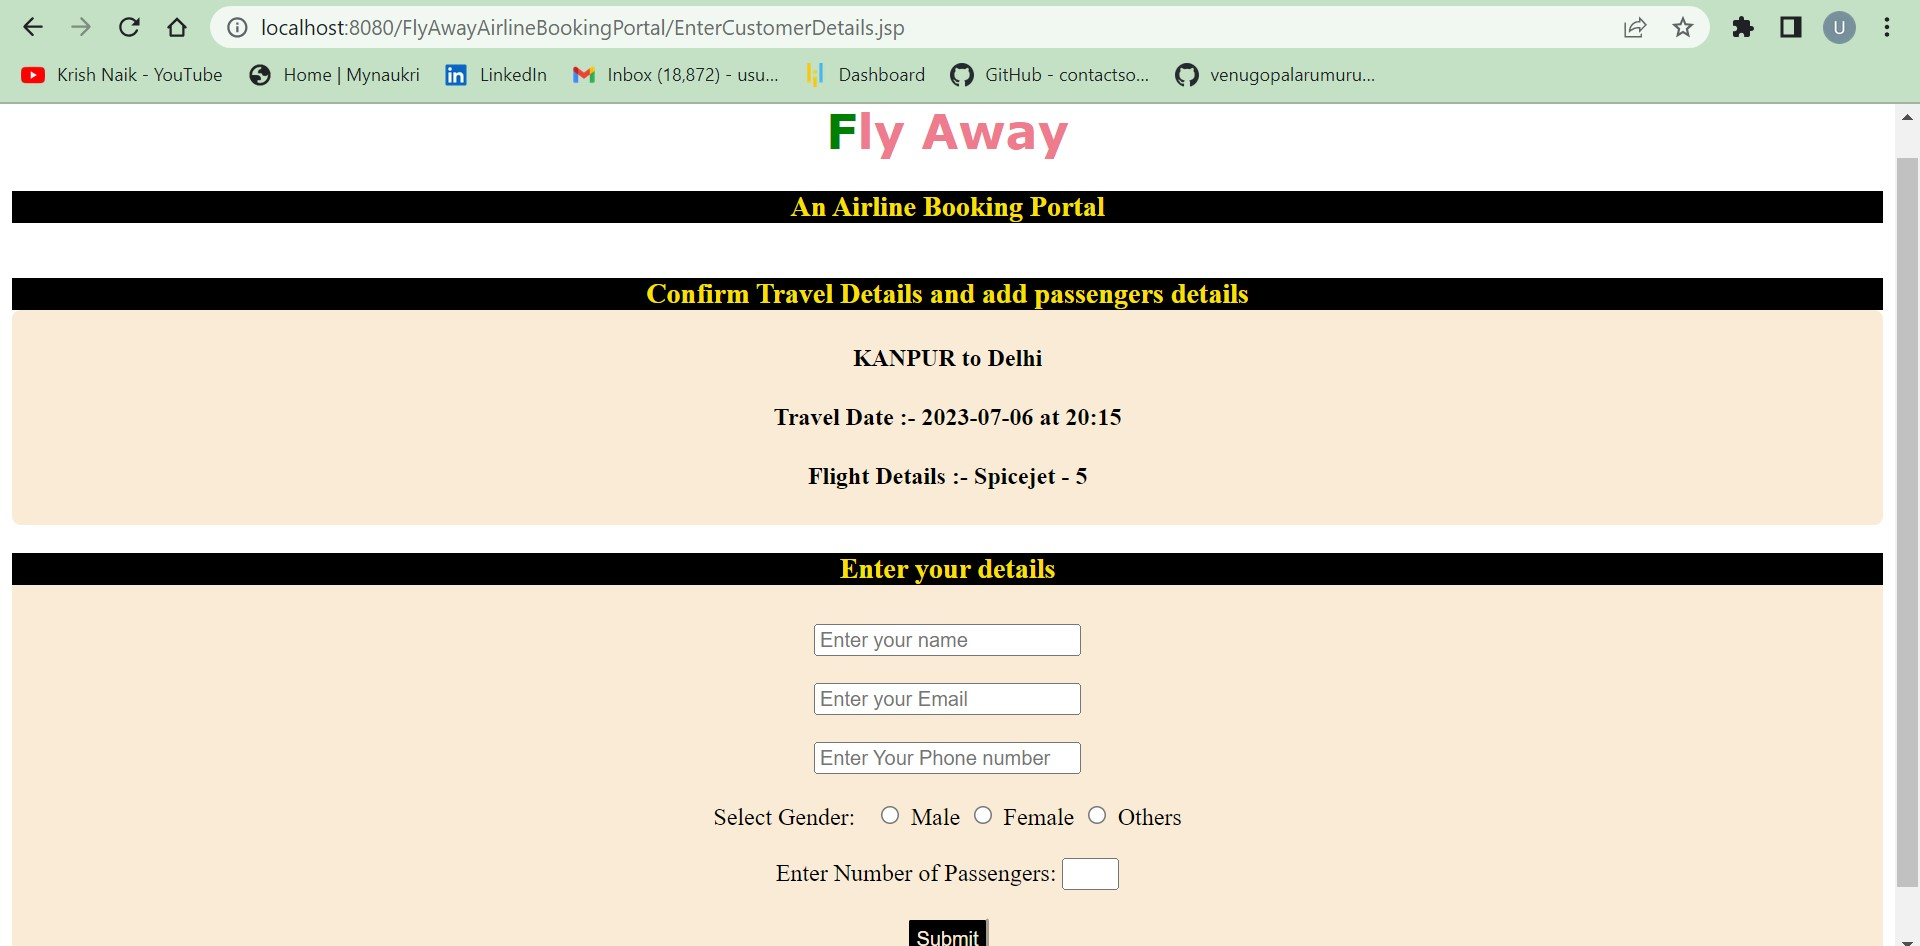 localhost:8080/FlyAwayAirlineBookingPortal/EnterCustomerDetails.jsp
U
Krish Naik - YouTube
Home | Mynaukri
in
LinkedIn
Inbox (18,872) - usu...
Dashboard
GitHub - contactso...
venugopalarumuru...
Fly Away
An Airline Booking Portal
Confirm Travel Details and add passengers details
KANPUR to Delhi
Travel Date :- 2023-07-06 at 20:15
Flight Details :- Spicejet - 5
Enter your details
Enter your name
Enter your Email
Enter Your Phone number
Select Gender: Male Female Others
Enter Number of Passengers:
Submit